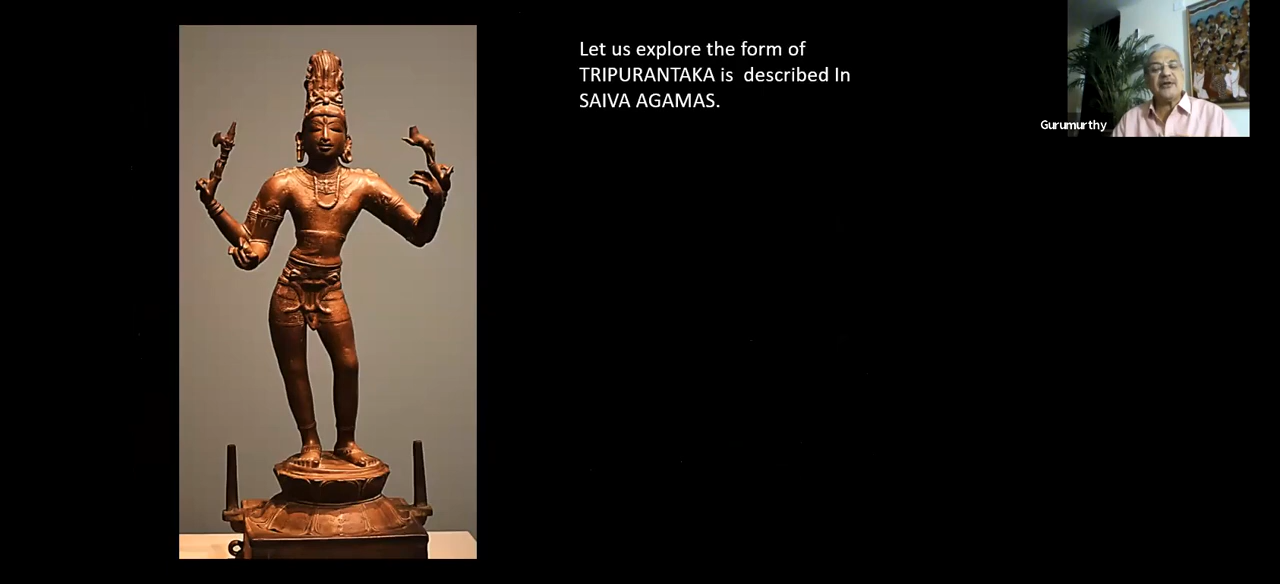 Let us explore the form of
TRIPURANTAKA is  described In
SAIVA AGAMAS.
Gurumurthy